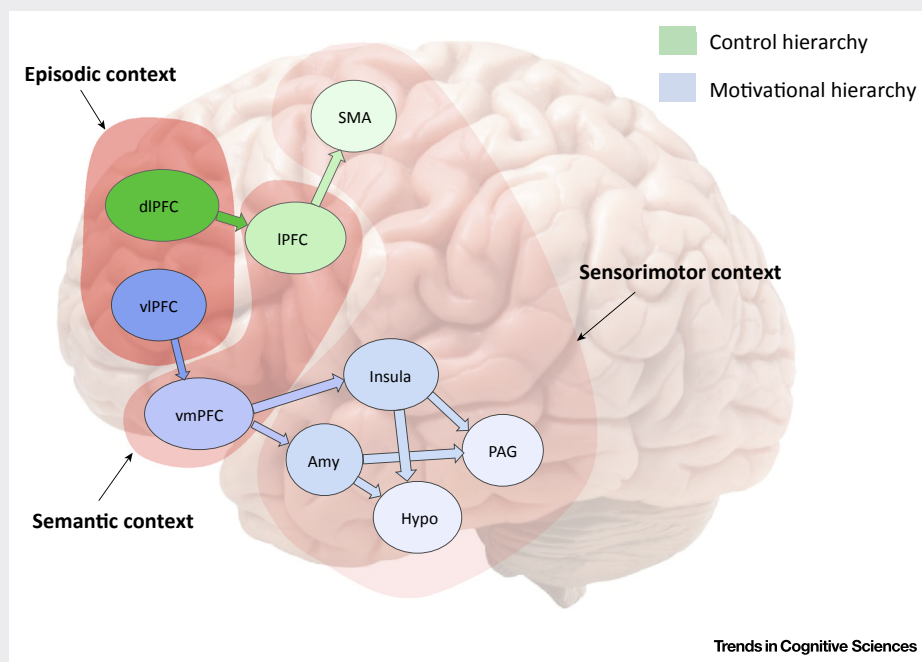 Control hierarchy
Motivational hierarchy
Episodic context
SMA
dlPFC
lPFC
Sensorimotor context
vlPFC
Insula
vmPFC
PAG
Amy
Semantic context
Hypo
Trends in Cognitive Sciences